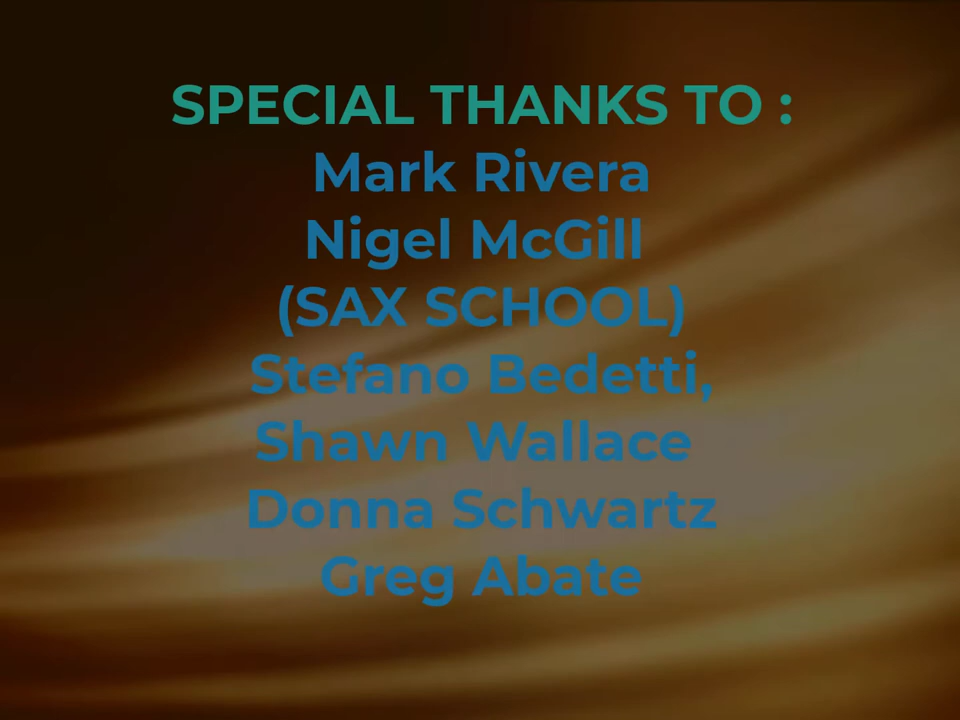 SPECIAL THANKS TO :
Mark Rivera
Nigel McGill
(SAX SCHOOL)
Stefano Bedetti,
Shawn Wallace
Donna Schwartz
Greg Abate